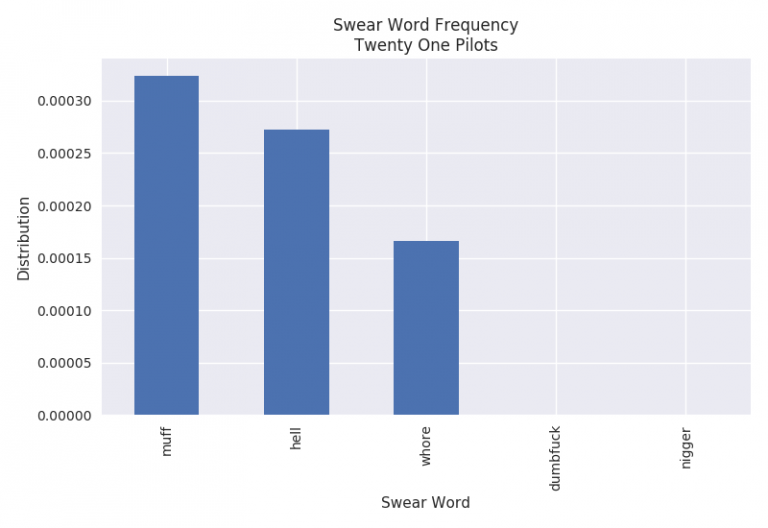 Swear Word Frequency
Twenty One Pilots
0.00030
0.00025
0.00020
0.00015
0.00010
0.00005
0.00000
Distribution
muff
hell
whore
dumbfuck
nigger
Swear Word